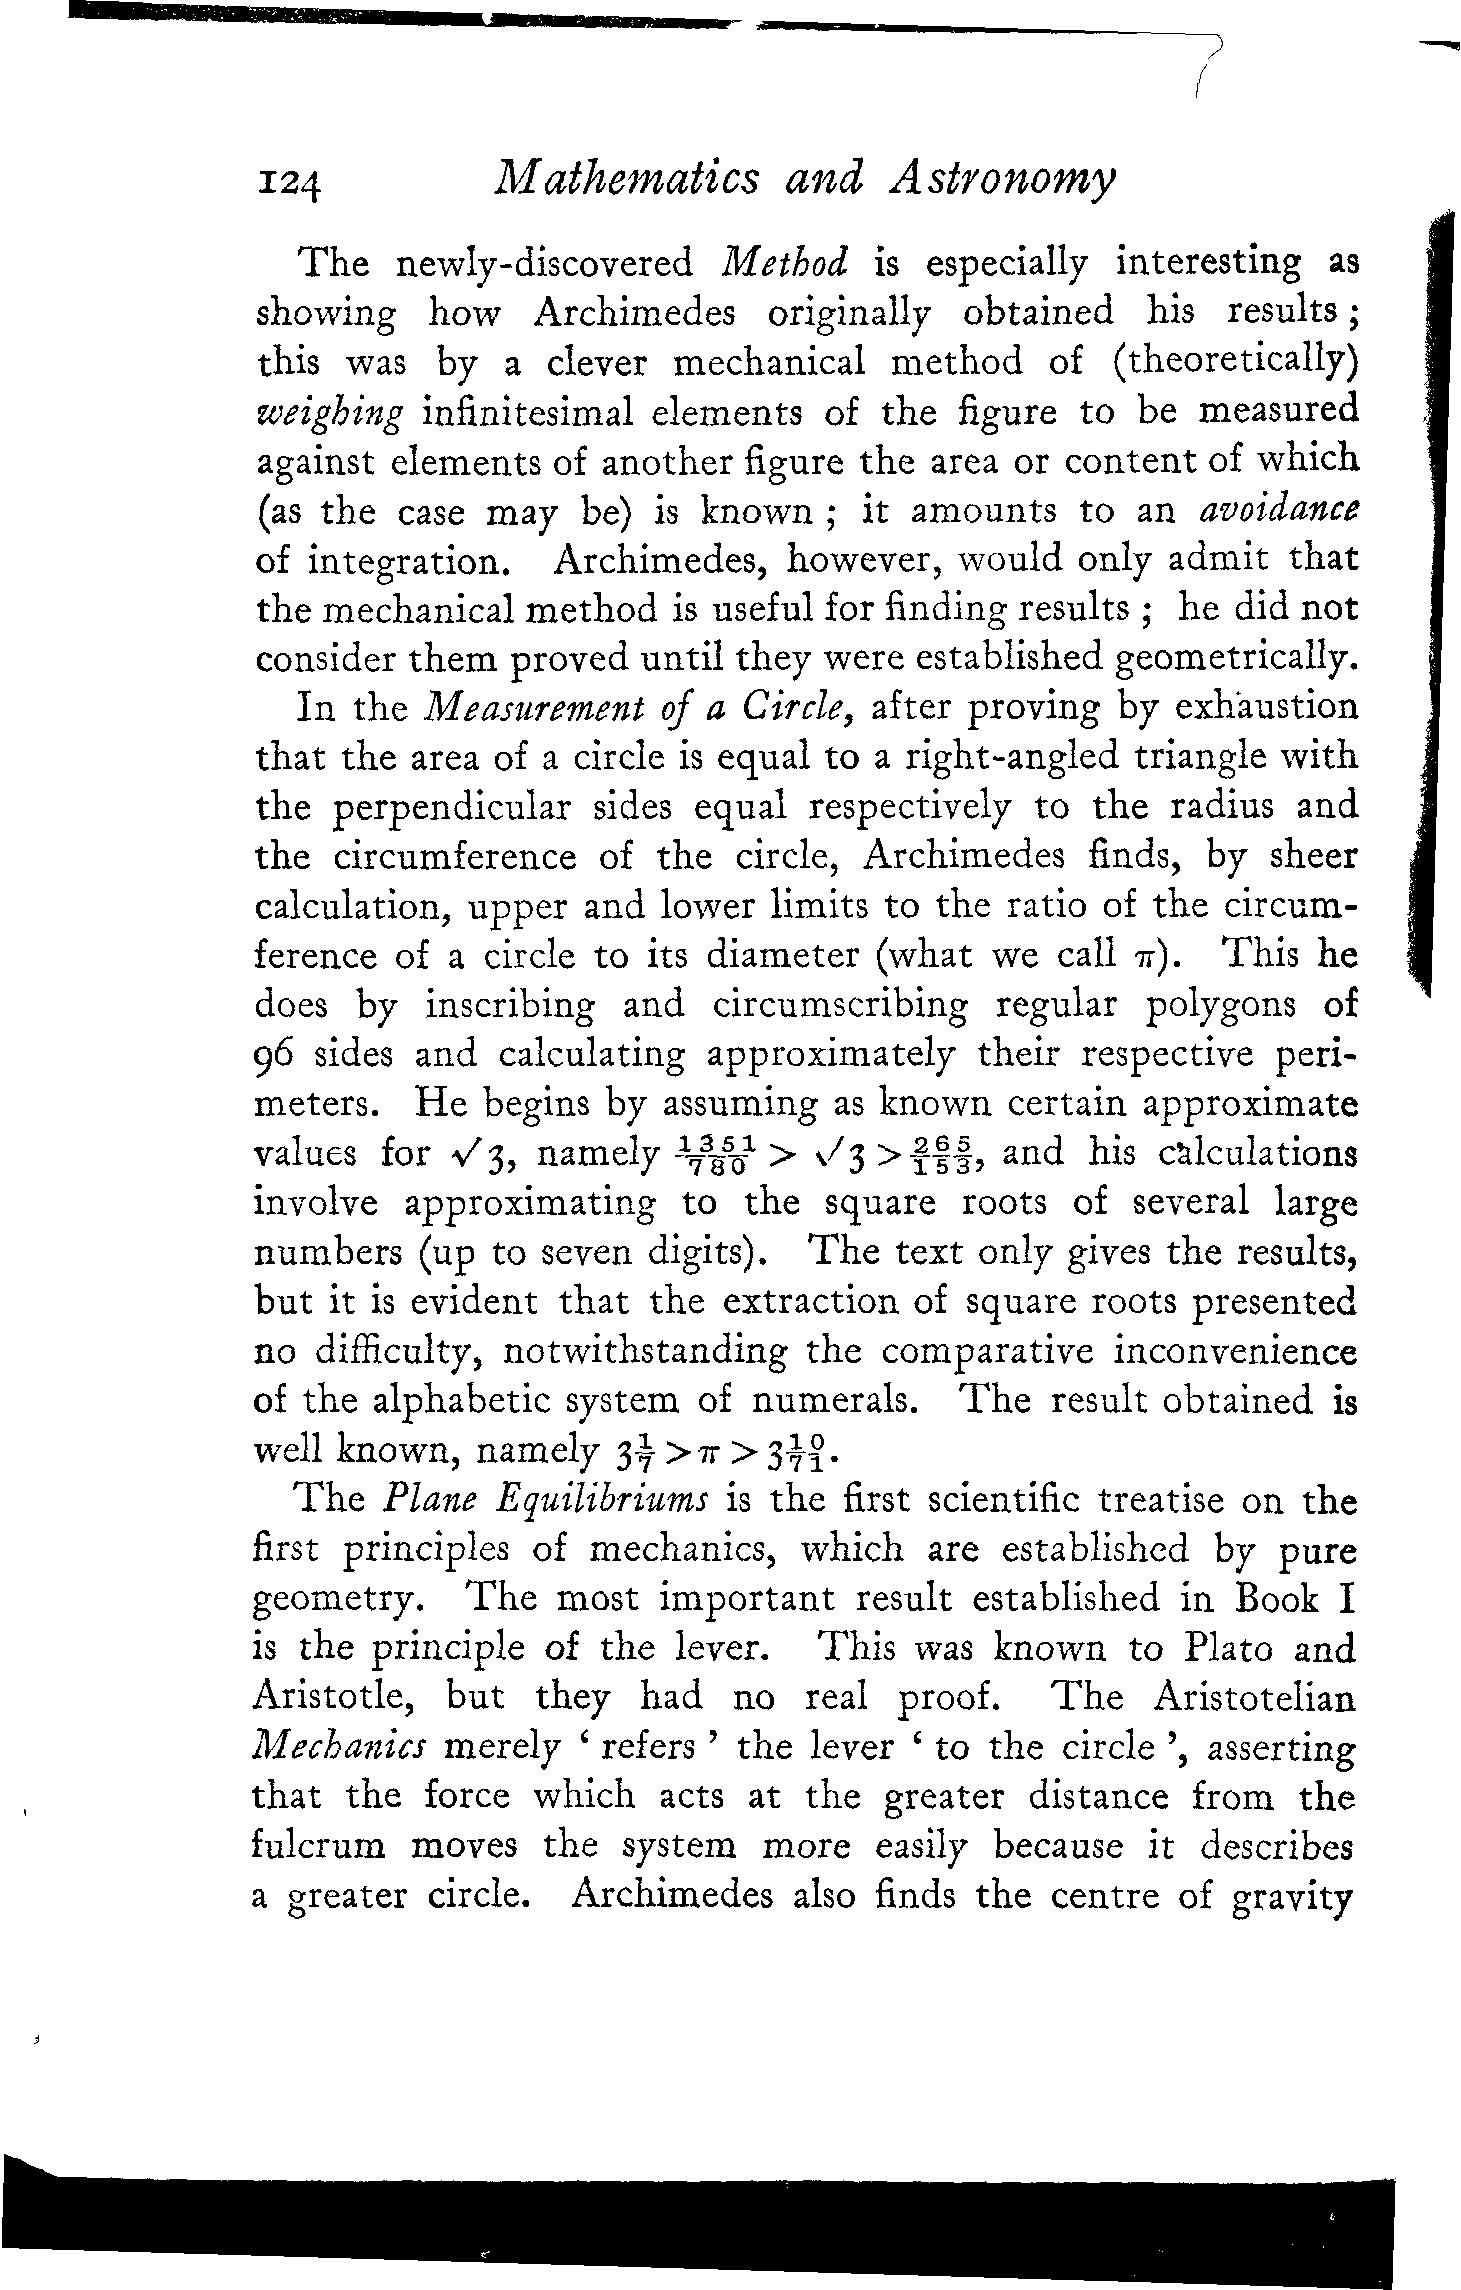 124 Mathematics and Astronomy
The newly-discovered Method is especially interesting as
showing how Archimedes originally obtained his results ;
this was by a clever mechanical method of (theoretically)
weighing infinitesimal elements of the figure to be measured
against elements of another figure the area or content of which
(as the case may be) is known ; it amounts to an avoidance
of integration. Archimedes, however, would only admit that
the mechanical method is useful for finding results ; he did not
consider them proved until they were established geometrically.
In the Measurement of a Circle, after proving by exhaustion
that the area of a circle is equal to a right-angled triangle with
the perpendicular sides equal respectively to the radius and
the circumference of the circle, Archimedes finds, by sheer
calculation, upper and lower limits to the ratio of the circum-
ference of a circle to its diameter (what we call π). This he
does by inscribing and circumscribing regular polygons of
96 sides and calculating approximately their respective peri-
meters. He begins by assuming as known certain approximate
values for √3, namely 1351/780 > √3 > 265/153, and his calculations
involve approximating to the square roots of several large
numbers (up to seven digits). The text only gives the results,
but it is evident that the extraction of square roots presented
no difficulty, notwithstanding the comparative inconvenience
of the alphabetic system of numerals. The result obtained is
well known, namely 3 1/7 > π > 3 10/71.
The Plane Equilibriums is the first scientific treatise on the
first principles of mechanics, which are established by pure
geometry. The most important result established in Book I
is the principle of the lever. This was known to Plato and
Aristotle, but they had no real proof. The Aristotelian
Mechanics merely ‘ refers ’ the lever ‘ to the circle ’, asserting
that the force which acts at the greater distance from the
fulcrum moves the system more easily because it describes
a greater circle. Archimedes also finds the centre of gravity